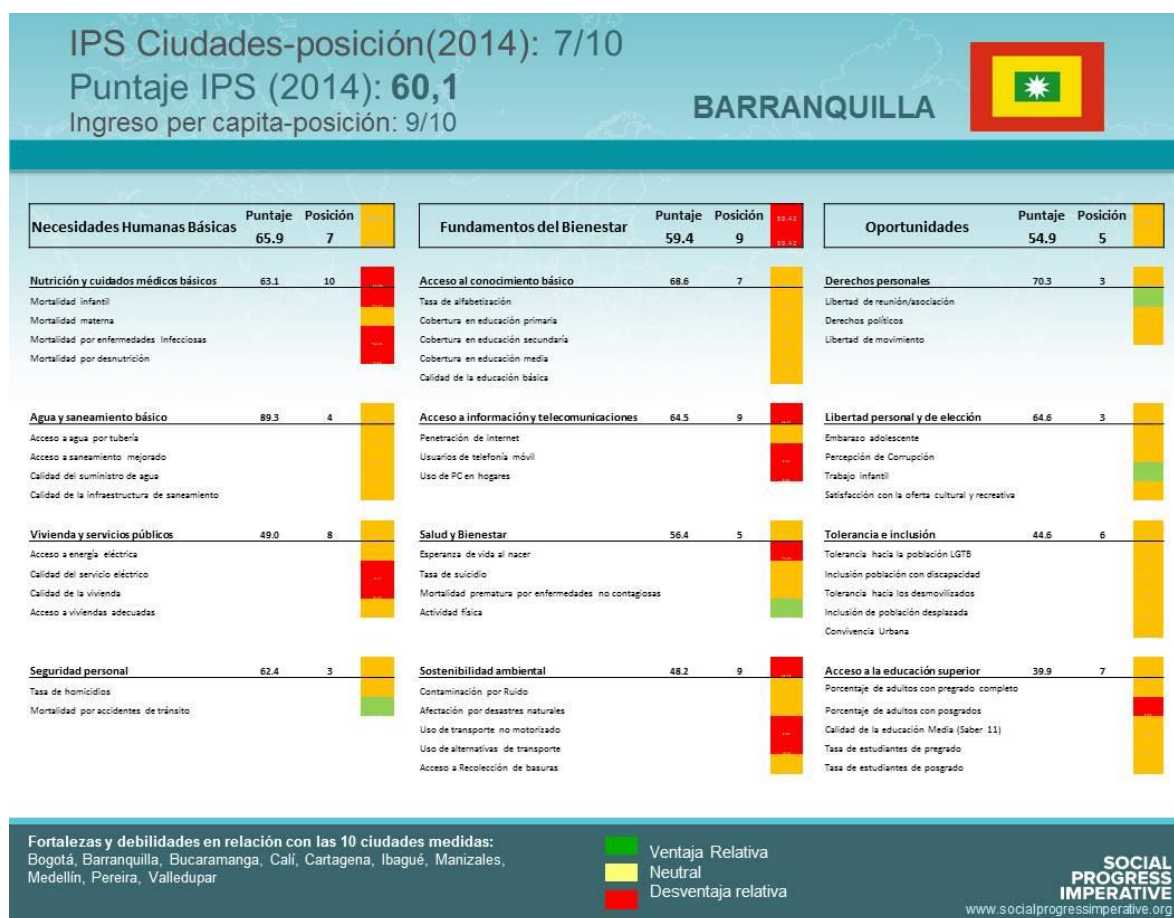 IPS Ciudades-posición(2014): 7/10
Puntaje IPS (2014): 60,1
Ingreso per capita-posición: 9/10
BARRANQUILLA
Necesidades Humanas Básicas Puntaje Posición
65.9 7
Nutrición y cuidados médicos básicos 63.1 10
Mortalidad infantil
Mortalidad materna
Mortalidad por enfermedades Infecciosas
Mortalidad por desnutrición
Agua y saneamiento básico 89.3 4
Acceso a agua por tubería
Acceso a saneamiento mejorado
Calidad del suministro de agua
Calidad de la infraestructura de saneamiento
Vivienda y servicios públicos 49.0 8
Acceso a energía eléctrica
Calidad del servicio eléctrico
Calidad de la vivienda
Acceso a viviendas adecuadas
Seguridad personal 62.4 3
Tasa de homicidios
Mortalidad por accidentes de tránsito
Fundamentos del Bienestar Puntaje Posición 59.42
59.4 9 59.42
Acceso al conocimiento básico 68.6 7
Tasa de alfabetización
Cobertura en educación primaria
Cobertura en educación secundaría
Cobertura en educación media
Calidad de la educación básica
Acceso a información y telecomunicaciones 64.5 9
Penetración de internet
Usuarios de telefonía móvil
Uso de PC en hogares
Salud y Bienestar 56.4 5
Esperanza de vida al nacer
Tasa de suicidio
Mortalidad prematura por enfermedades no contagiosas
Actividad física
Sostenibilidad ambiental 48.2 9
Contaminación por Ruido
Afectación por desastres naturales
Uso de transporte no motorizado
Uso de alternativas de transporte
Acceso a Recolección de basuras
Oportunidades Puntaje Posición
54.9 5
Derechos personales 70.3 3
Libertad de reunión/asociación
Derechos políticos
Libertad de movimiento
Libertad personal y de elección 64.6 3
Embarazo adolescente
Percepción de Corrupción
Trabajo infantil
Satisfacción con la oferta cultural y recreativa
Tolerancia e inclusión 44.6 6
Tolerancia hacia la población LGTB
Inclusión población con discapacidad
Tolerancia hacia los desmovilizados
Inclusión de población desplazada
Convivencia Urbana
Acceso a la educación superior 39.9 7
Porcentaje de adultos con pregrado completo
Porcentaje de adultos con posgrados
Calidad de la educación Media (Saber 11)
Tasa de estudiantes de pregrado
Tasa de estudiantes de posgrado
Fortalezas y debilidades en relación con las 10 ciudades medidas:
Bogotá, Barranquilla, Bucaramanga, Calí, Cartagena, Ibagué, Manizales,
Medellín, Pereira, Valledupar
Ventaja Relativa
Neutral
Desventaja relativa
SOCIAL
PROGRESS
IMPERATIVE
www.socialprogressimperative.org